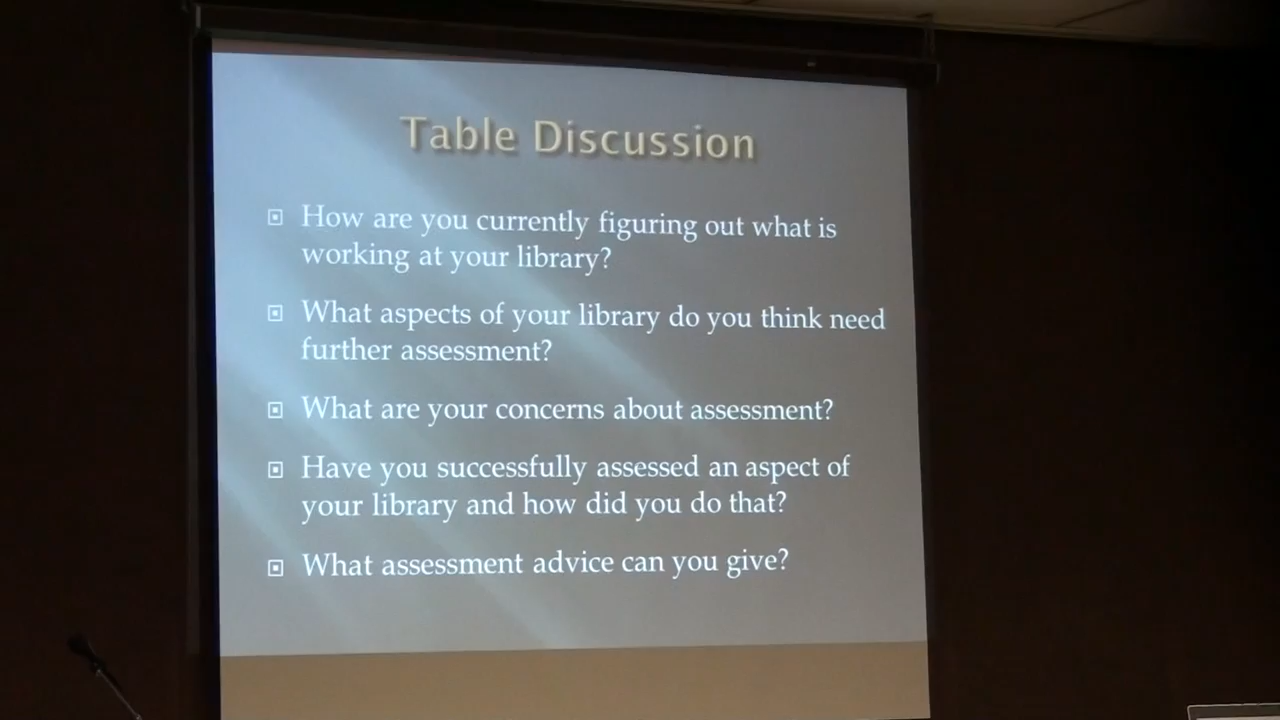 Table Discussion
How are you currently figuring out what is
working at your library?
What aspects of your library do you think need
further assessment?
What are your concerns about assessment?
Have you successfully assessed an aspect of
your library and how did you do that?
What assessment advice can you give?